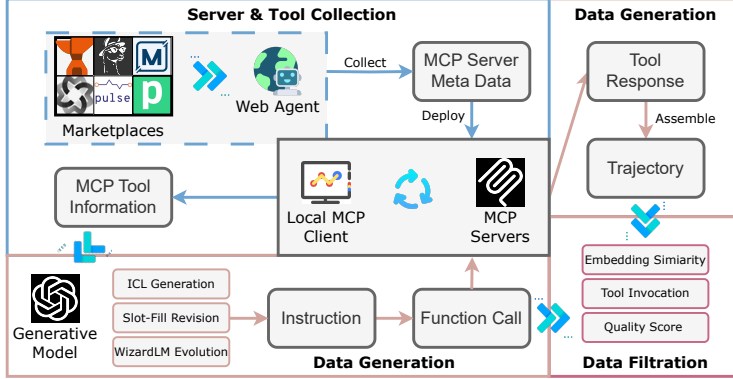 Server & Tool Collection
Data Generation
M
pulse
p
Marketplaces
Web Agent
Collect
MCP Server
Meta Data
Deploy
Tool
Response
Assemble
Trajectory
MCP Tool
Information
Local MCP
Client
MCP
Servers
Generative
Model
ICL Generation
Slot-Fill Revision
WizardLM Evolution
Instruction
Function Call
Data Generation
Embedding Simiarity
Tool Invocation
Quality Score
Data Filtration